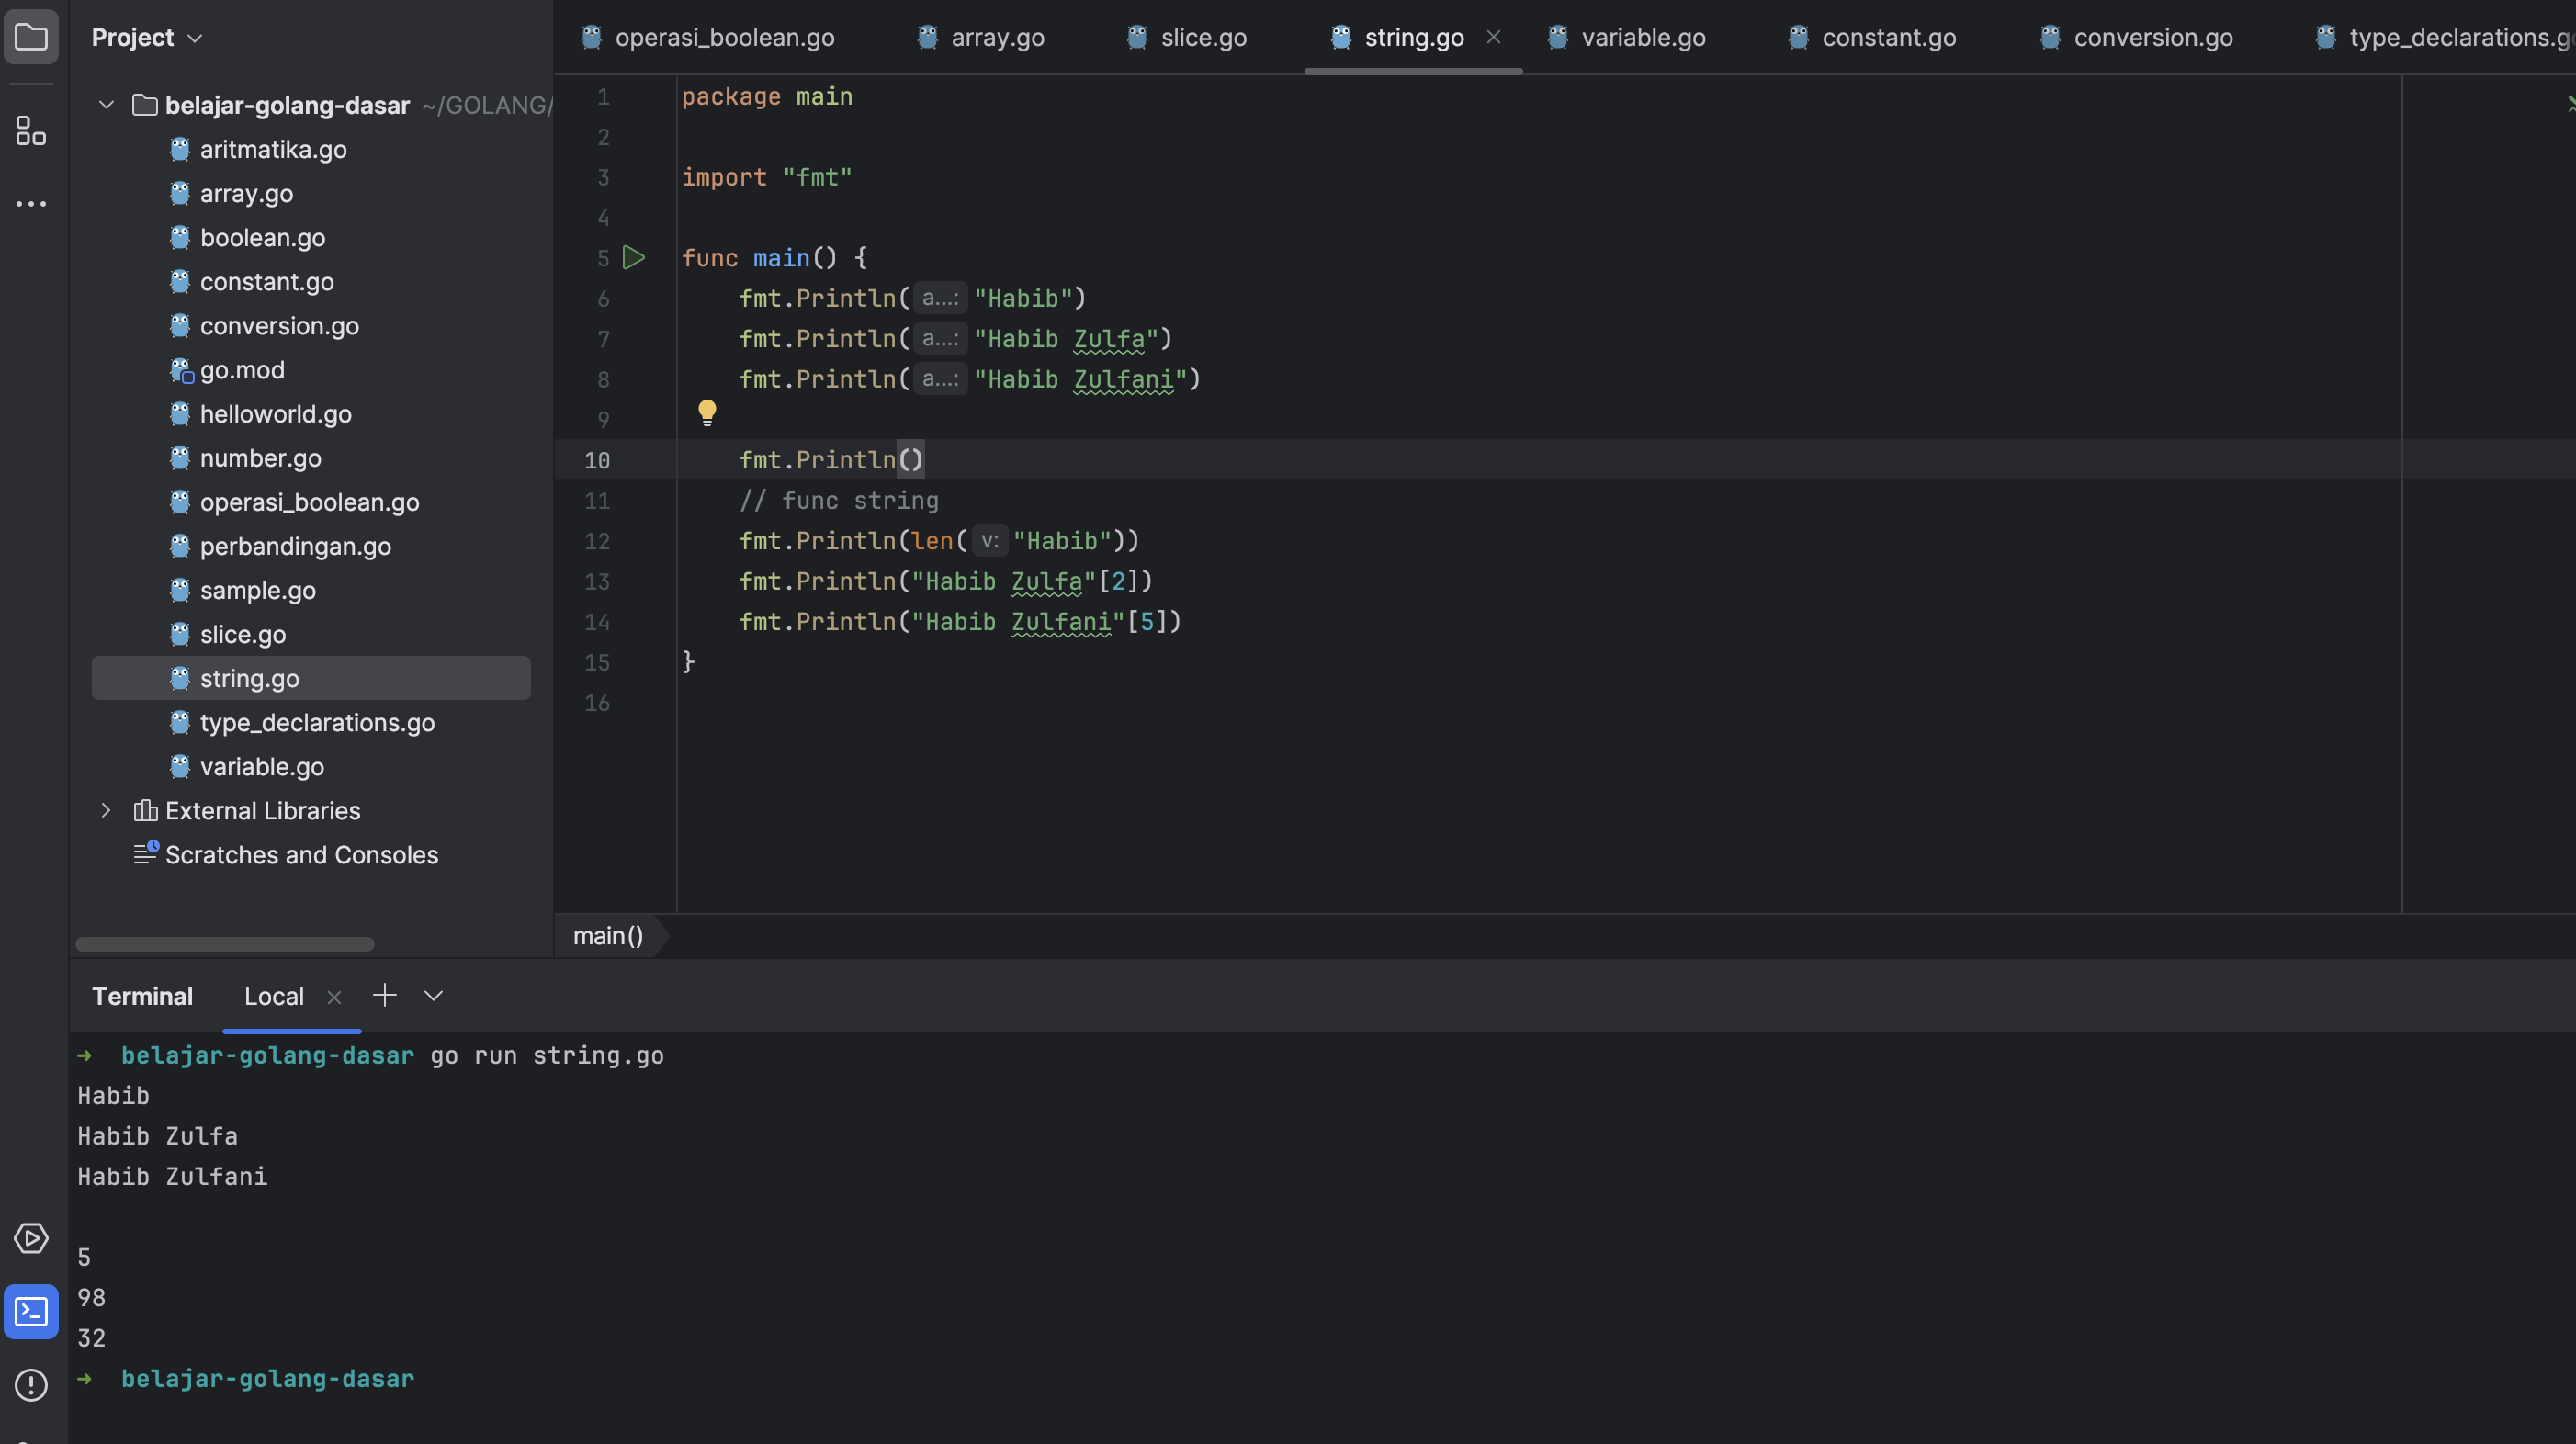 Project
operasi_boolean.go
array.go
slice.go
string.go
variable.go
constant.go
conversion.go
type_declarations.g
belajar-golang-dasar ~/GOLANG/
aritmatika.go
array.go
boolean.go
constant.go
conversion.go
go.mod
helloworld.go
number.go
operasi_boolean.go
perbandingan.go
sample.go
slice.go
string.go
type_declarations.go
variable.go
External Libraries
Scratches and Consoles
1 package main
2
3 import "fmt"
4
5 func main() {
6 fmt.Println( a...: "Habib")
7 fmt.Println( a...: "Habib Zulfa")
8 fmt.Println( a...: "Habib Zulfani")
9
10 fmt.Println()
11 // func string
12 fmt.Println(len( v: "Habib"))
13 fmt.Println("Habib Zulfa"[2])
14 fmt.Println("Habib Zulfani"[5])
15 }
16
main()
Terminal Local
➜ belajar-golang-dasar go run string.go
Habib
Habib Zulfa
Habib Zulfani
5
98
32
➜ belajar-golang-dasar